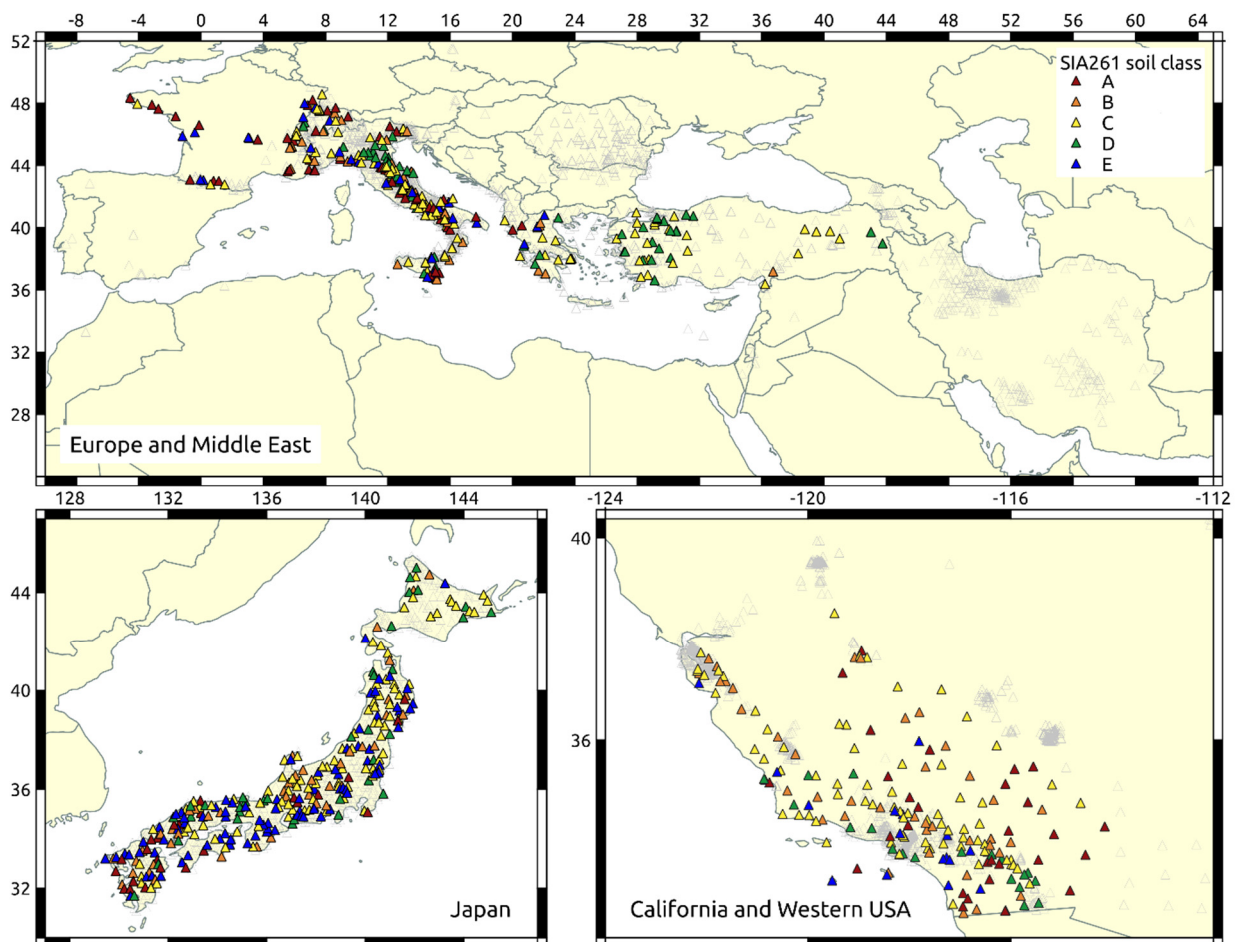 -8 -4 0 4 8 12 16 20 24 28 32 36 40 44 48 52 56 60 64
52
SIA261 soil class
A
48
B
C
D
44
E
40
36
32
28
Europe and Middle East
128 132 136 140 144
-124 -120 -116 -112
40
44
40
36
36
32
Japan
California and Western USA